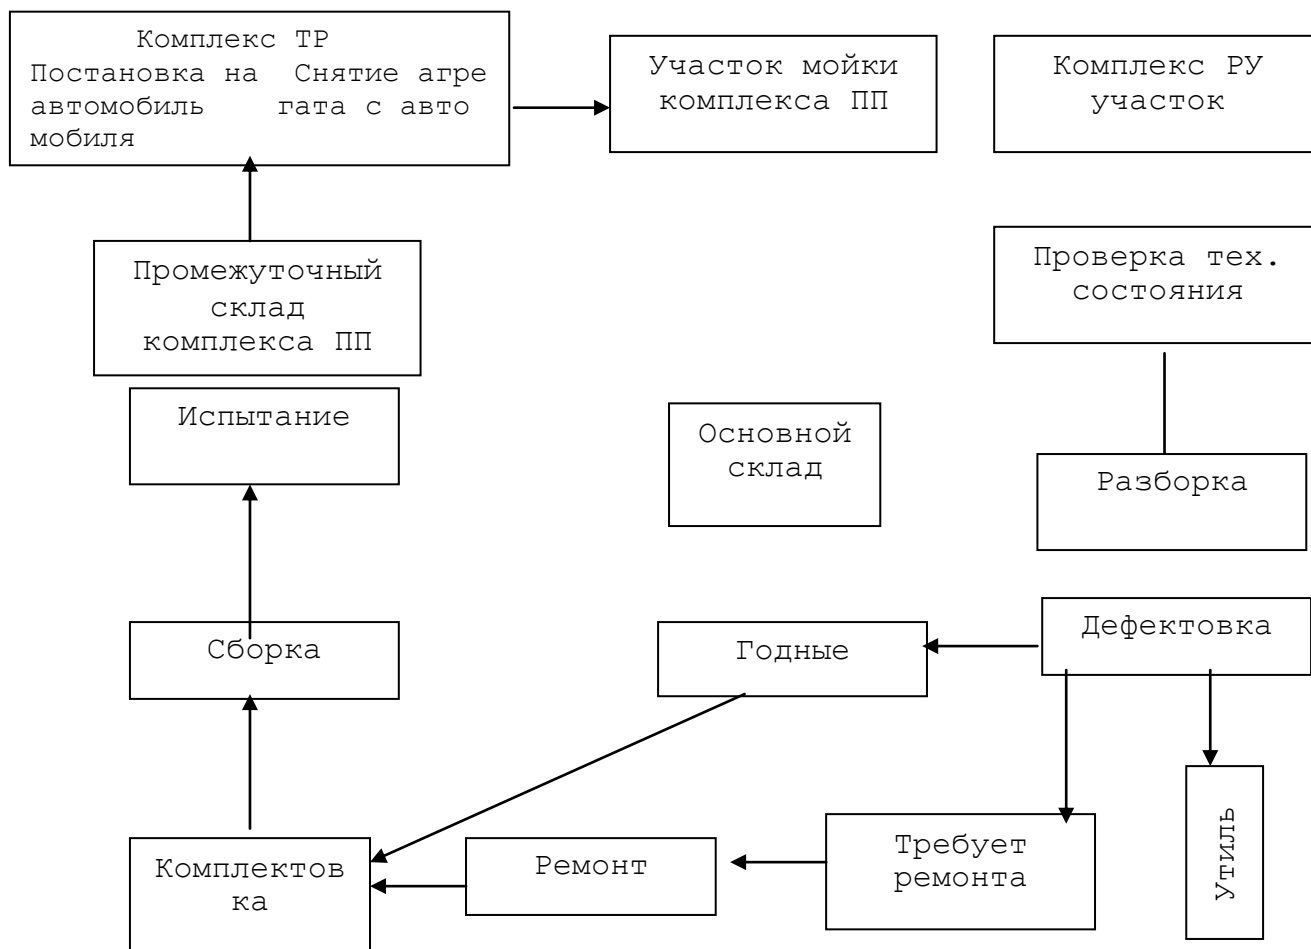 Комплекс ТР
Постановка на Снятие агре
автомобиль гата с авто
мобиля
Участок мойки
комплекса ПП
Комплекс РУ
участок
Промежуточный
склад
комплекса ПП
Проверка тех.
состояния
Испытание
Основной
склад
Разборка
Сборка
Годные
Дефектовка
Комплектов
ка
Ремонт
Требует
ремонта
Утиль